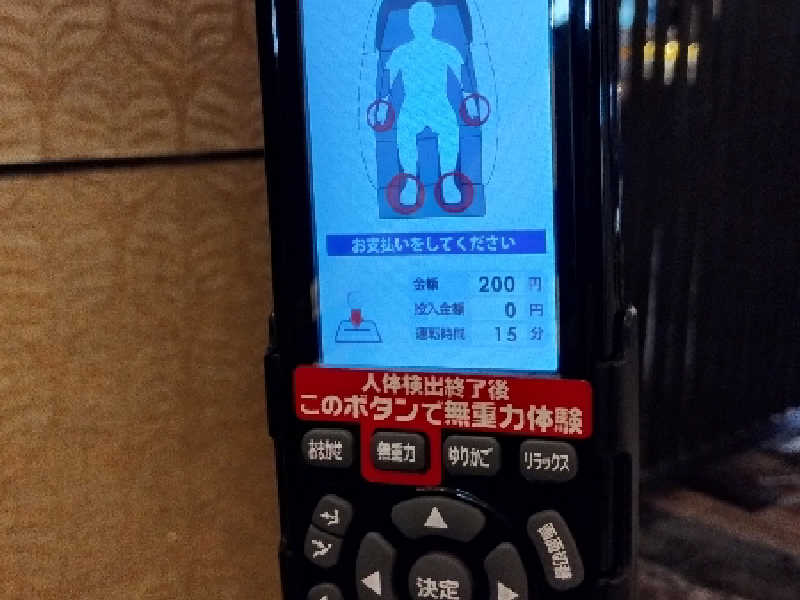 お支払いをしてください
金額 200 円
投入金額 0 円
運転時間 15 分
人体検出終了後
このボタンで無重力体験
おまかせ 無重力 ゆりかご リラックス
決定